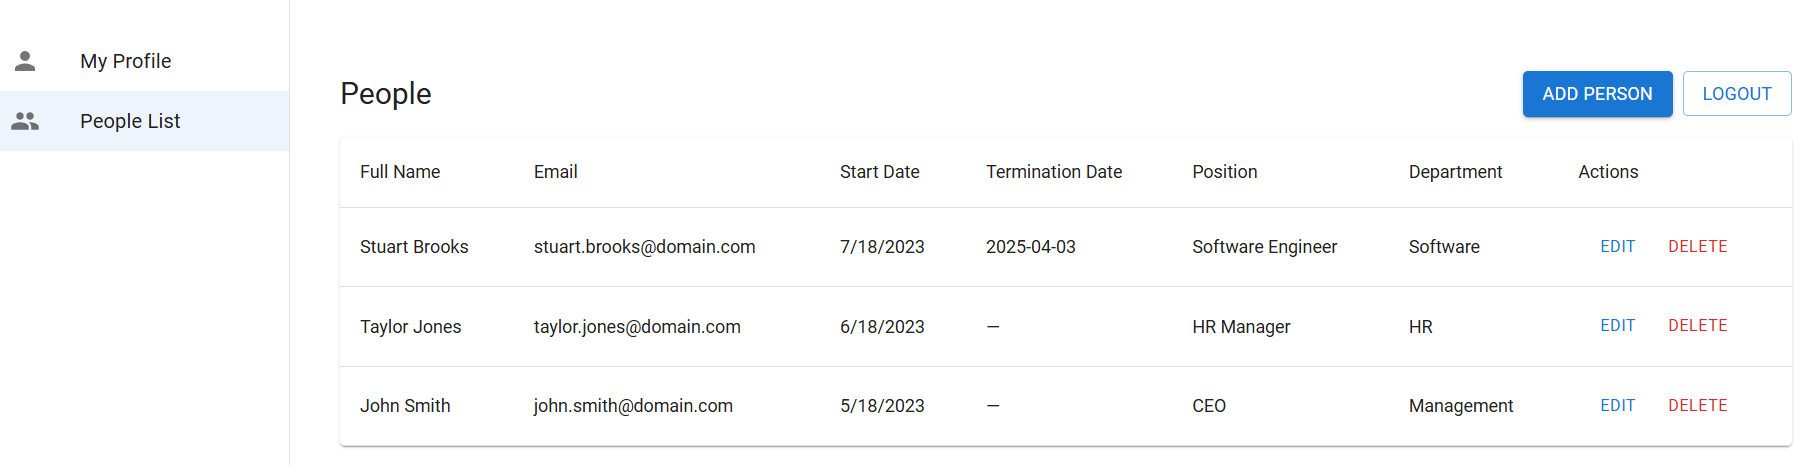 My Profile
People List
People
ADD PERSON LOGOUT
Full Name Email Start Date Termination Date Position Department Actions
Stuart Brooks stuart.brooks@domain.com 7/18/2023 2025-04-03 Software Engineer Software EDIT DELETE
Taylor Jones taylor.jones@domain.com 6/18/2023 — HR Manager HR EDIT DELETE
John Smith john.smith@domain.com 5/18/2023 — CEO Management EDIT DELETE